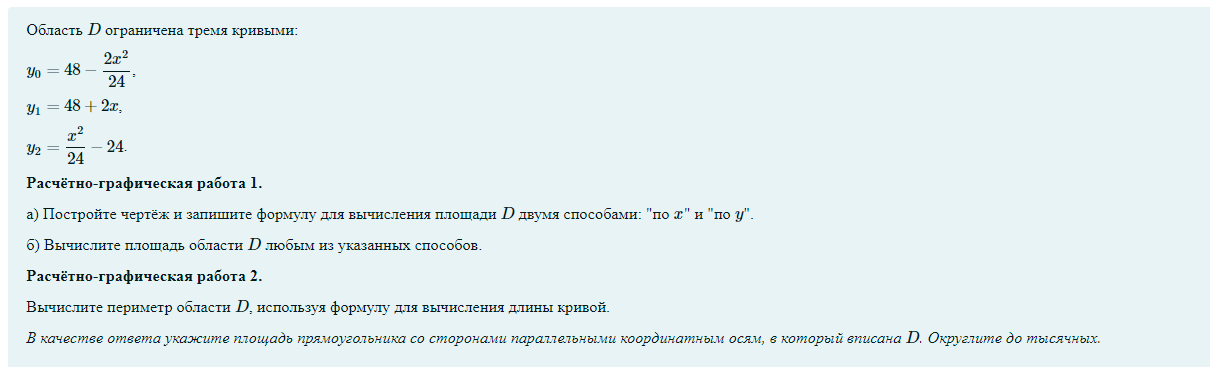 Область D ограничена тремя кривыми:
y₀ = 48 − 2x²/24,
y₁ = 48 + 2x,
y₂ = x²/24 − 24.
Расчётно-графическая работа 1.
а) Постройте чертёж и запишите формулу для вычисления площади D двумя способами: "по x" и "по y".
б) Вычислите площадь области D любым из указанных способов.
Расчётно-графическая работа 2.
Вычислите периметр области D, используя формулу для вычисления длины кривой.
В качестве ответа укажите площадь прямоугольника со сторонами параллельными координатным осям, в который вписана D. Округлите до тысячных.